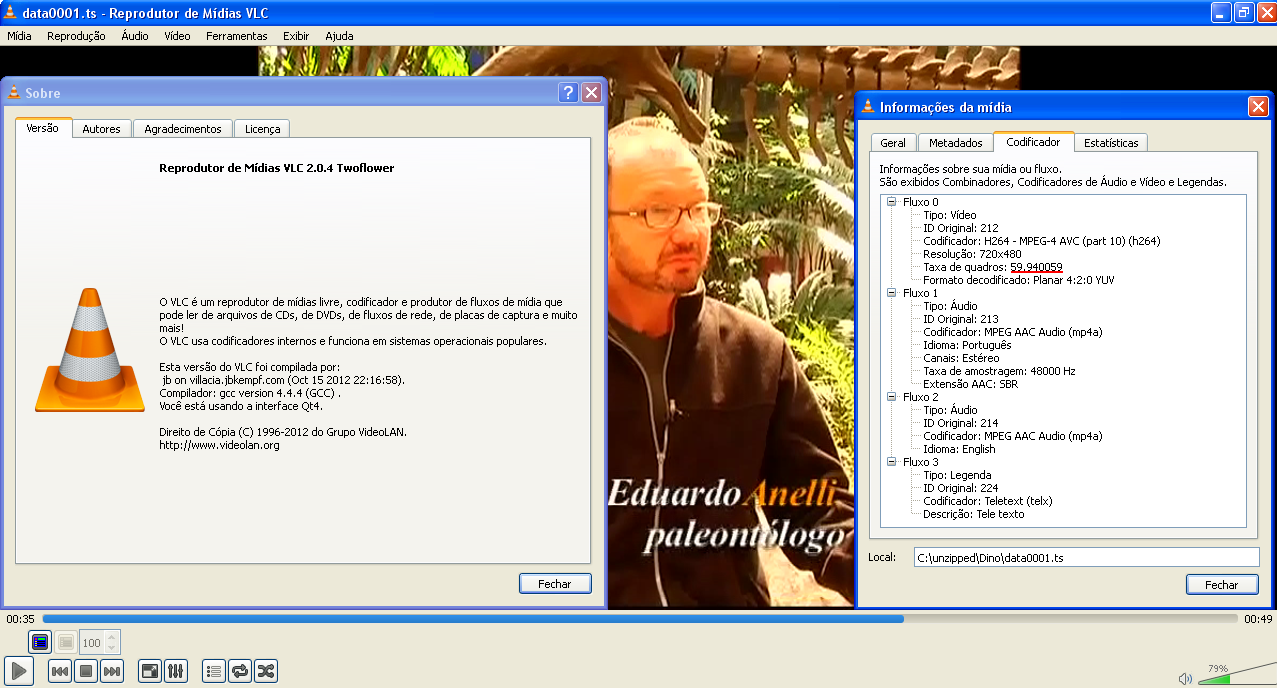 data0001.ts - Reprodutor de Mídias VLC
Mídia Reprodução Áudio Vídeo Ferramentas Exibir Ajuda
Sobre
Versão Autores Agradecimentos Licença
Reprodutor de Mídias VLC 2.0.4 Twoflower
O VLC é um reprodutor de mídias livre, codificador e produtor de fluxos de mídia que
pode ler de arquivos de CDs, de DVDs, de fluxos de rede, de placas de captura e muito
mais!
O VLC usa codificadores internos e funciona em sistemas operacionais populares.
Esta versão do VLC foi compilada por:
jb on villacia.jbkempf.com (Oct 15 2012 22:16:58).
Compilador: gcc version 4.4.4 (GCC) .
Você está usando a interface Qt4.
Direito de Cópia (C) 1996-2012 do Grupo VideoLAN.
http://www.videolan.org
Fechar
Eduardo Anelli
paleontólogo
Informações da mídia
Geral Metadados Codificador Estatísticas
Informações sobre sua mídia ou fluxo.
São exibidos Combinadores, Codificadores de Áudio e Vídeo e Legendas.
Fluxo 0
Tipo: Vídeo
ID Original: 212
Codificador: H264 - MPEG-4 AVC (part 10) (h264)
Resolução: 720x480
Taxa de quadros: 59.940059
Formato decodificado: Planar 4:2:0 YUV
Fluxo 1
Tipo: Áudio
ID Original: 213
Codificador: MPEG AAC Audio (mp4a)
Idioma: Português
Canais: Estéreo
Taxa de amostragem: 48000 Hz
Extensão AAC: SBR
Fluxo 2
Tipo: Áudio
ID Original: 214
Codificador: MPEG AAC Audio (mp4a)
Idioma: English
Fluxo 3
Tipo: Legenda
ID Original: 224
Codificador: Teletext (telx)
Descrição: Tele texto
Local: C:\unzipped\Dino\data0001.ts
Fechar
00:35 00:49
100
79%